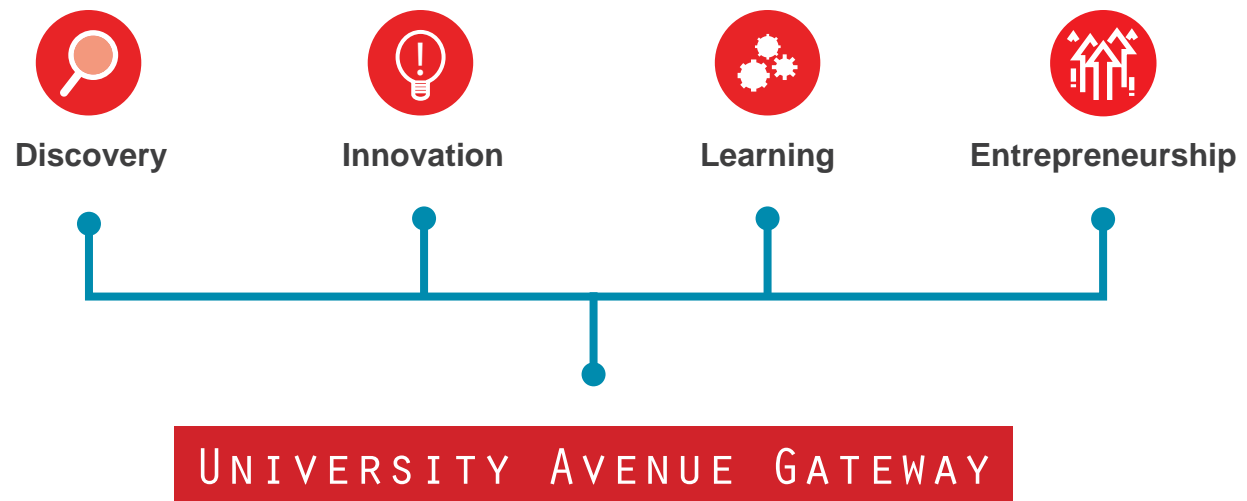 Discovery Innovation Learning Entrepreneurship
UNIVERSITY AVENUE GATEWAY